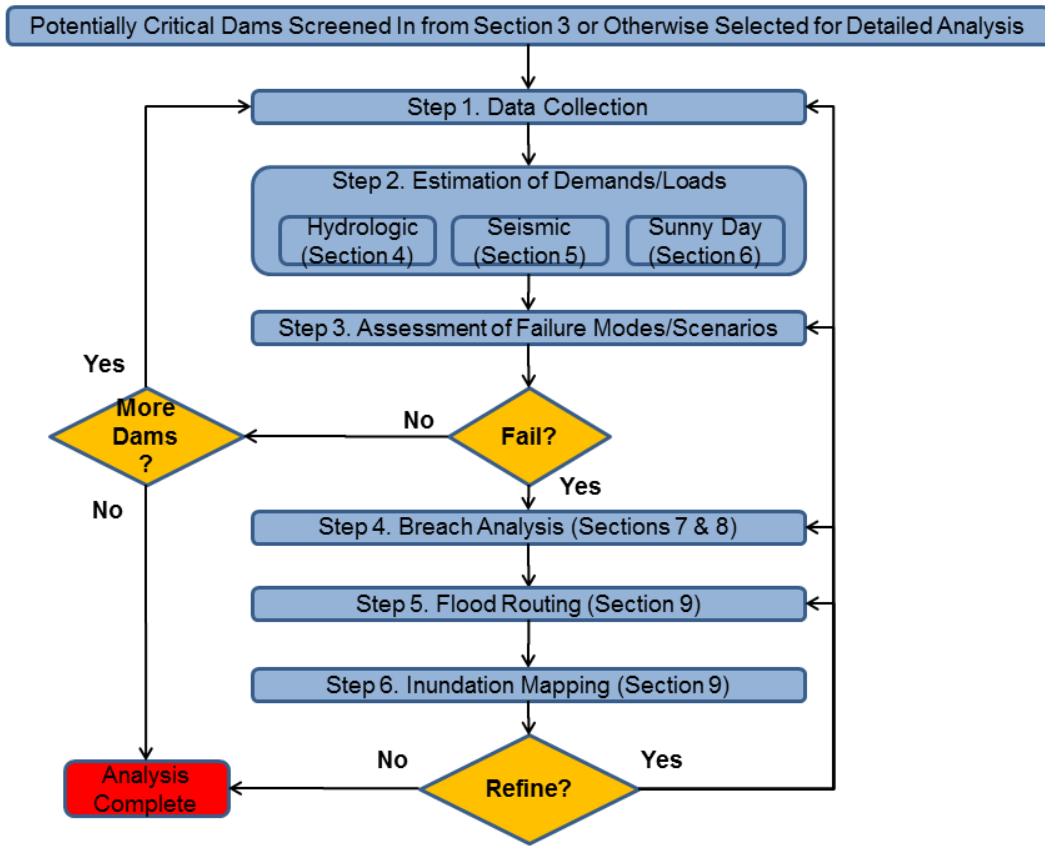 Potentially Critical Dams Screened In from Section 3 or Otherwise Selected for Detailed Analysis
Step 1. Data Collection
Step 2. Estimation of Demands/Loads
Hydrologic
(Section 4)
Seismic
(Section 5)
Sunny Day
(Section 6)
Step 3. Assessment of Failure Modes/Scenarios
Yes
More
Dams
?
No
Fail?
No
Yes
Step 4. Breach Analysis (Sections 7 & 8)
Step 5. Flood Routing (Section 9)
Step 6. Inundation Mapping (Section 9)
No
Yes
Refine?
Analysis
Complete